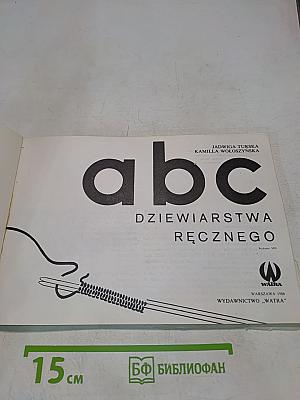 JADWIGA TURSKA
KAMILLA WOŁOSZYŃSKA
abc
DZIEWIARSTWA
RĘCZNEGO
WATRA
WARSZAWA 1986
WYDAWNICTWO „WATRA”
15 см
БФ БИБЛИОФАН